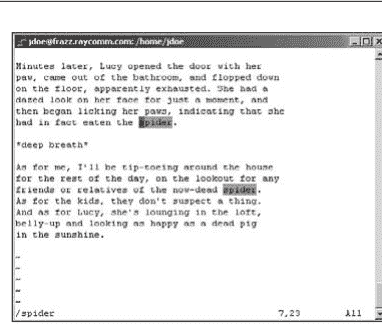 jdoe@frazz.raycomm.com: /home/jdoe
Minutes later, Lucy opened the door with her
paw, came out of the bathroom, and flopped down
on the floor, apparently exhausted. She had a
dazed look on her face for just a moment, and
then began licking her paws, indicating that she
had in fact eaten the spider.
*deep breath*
As for me, I'll be tip-toeing around the house
for the rest of the day, on the lookout for any
friends or relatives of the now-dead spider.
As for the kids, they don't suspect a thing.
And as for Lucy, she's lounging in the loft,
belly-up and looking as happy as a dead pig
in the sunshine.
~
~
~
~
/spider 7,23 All